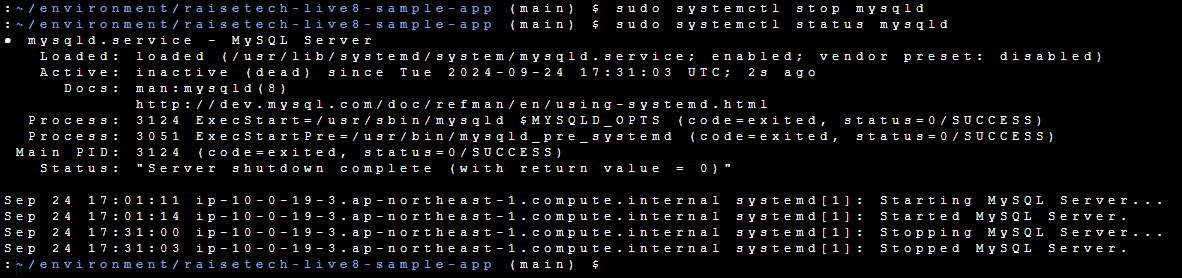 :~/environment/raisetech-live8-sample-app (main) $ sudo systemctl stop mysqld
:~/environment/raisetech-live8-sample-app (main) $ sudo systemctl status mysqld
● mysqld.service - MySQL Server
   Loaded: loaded (/usr/lib/systemd/system/mysqld.service; enabled; vendor preset: disabled)
   Active: inactive (dead) since Tue 2024-09-24 17:31:03 UTC; 2s ago
     Docs: man:mysqld(8)
           http://dev.mysql.com/doc/refman/en/using-systemd.html
  Process: 3124 ExecStart=/usr/sbin/mysqld $MYSQLD_OPTS (code=exited, status=0/SUCCESS)
  Process: 3051 ExecStartPre=/usr/bin/mysqld_pre_systemd (code=exited, status=0/SUCCESS)
 Main PID: 3124 (code=exited, status=0/SUCCESS)
   Status: "Server shutdown complete (with return value = 0)"

Sep 24 17:01:11 ip-10-0-19-3.ap-northeast-1.compute.internal systemd[1]: Starting MySQL Server...
Sep 24 17:01:14 ip-10-0-19-3.ap-northeast-1.compute.internal systemd[1]: Started MySQL Server.
Sep 24 17:31:00 ip-10-0-19-3.ap-northeast-1.compute.internal systemd[1]: Stopping MySQL Server...
Sep 24 17:31:03 ip-10-0-19-3.ap-northeast-1.compute.internal systemd[1]: Stopped MySQL Server.
:~/environment/raisetech-live8-sample-app (main) $